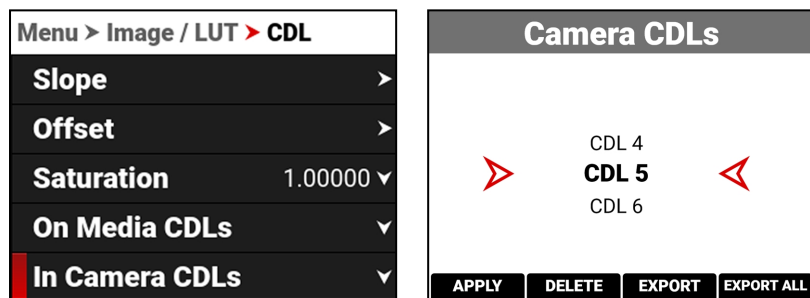 Menu > Image / LUT > CDL
Slope
Offset
Saturation 1.00000
On Media CDLs
In Camera CDLs
Camera CDLs
CDL 4
CDL 5
CDL 6
APPLY DELETE EXPORT EXPORT ALL